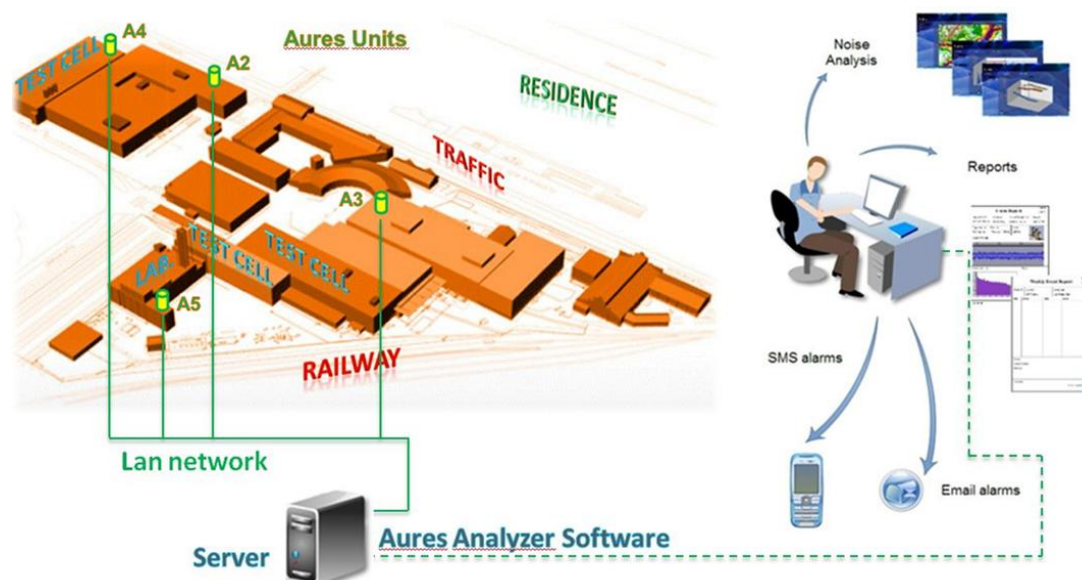 A4
Aures Units
A2
TEST CELL
RESIDENCE
Noise
Analysis
TRAFFIC
Reports
A3
TEST CELL
TEST CELL
LAB.
A5
RAILWAY
SMS alarms
Lan network
Email alarms
Server
Aures Analyzer Software